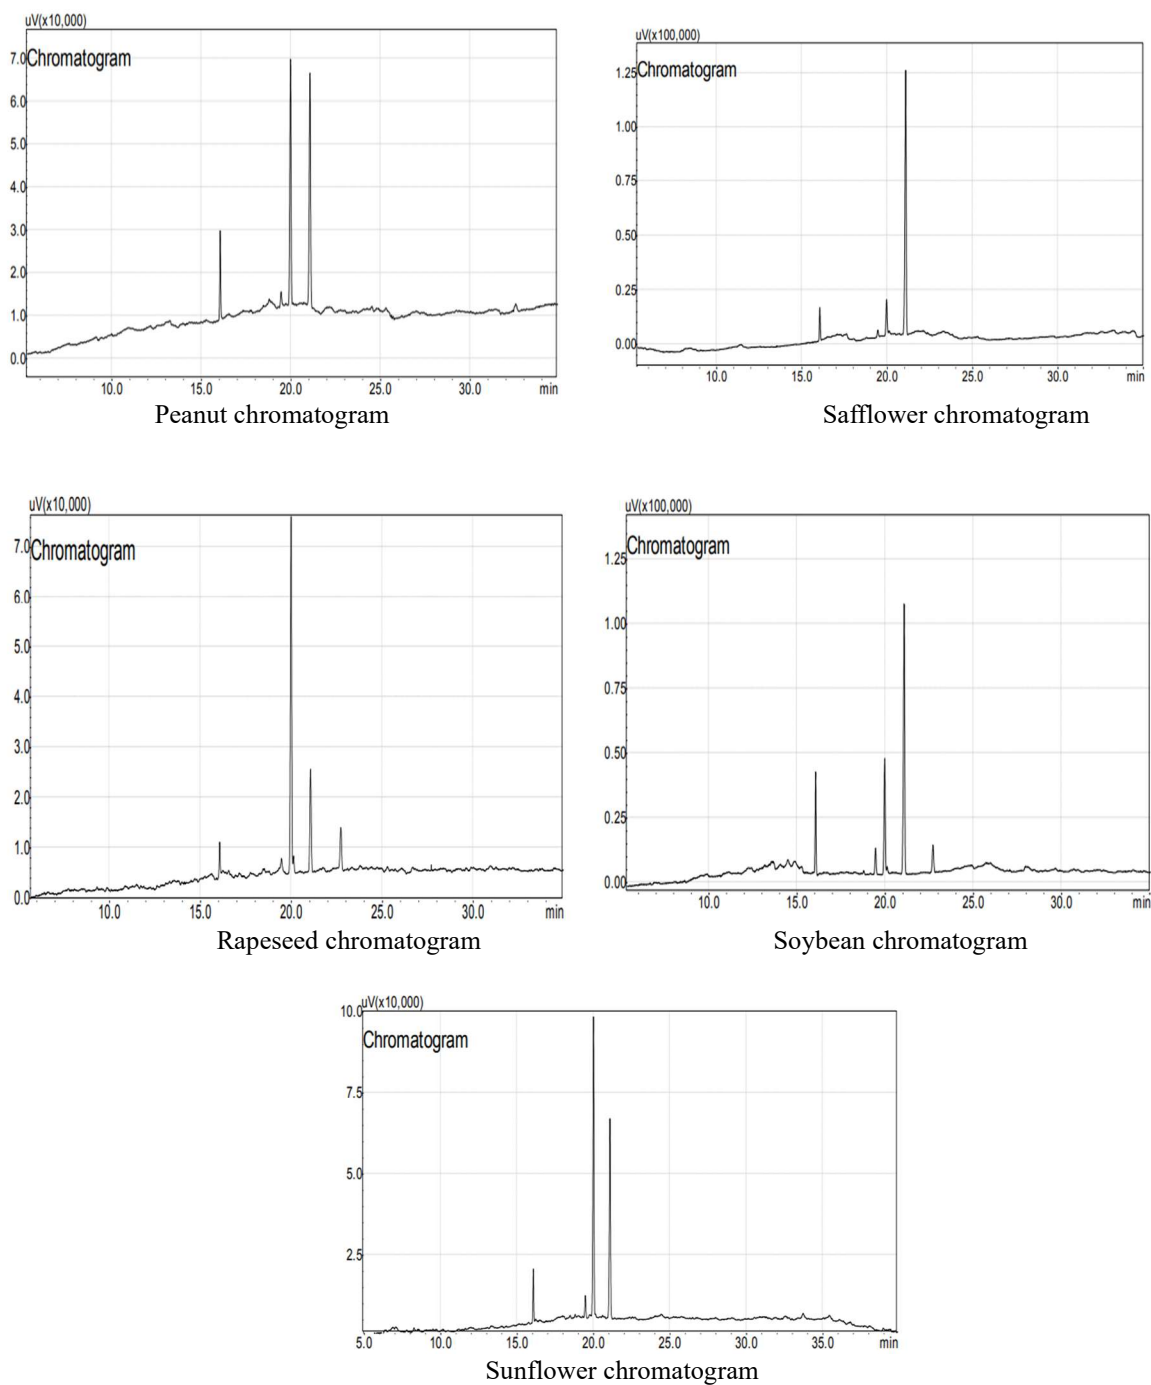 uV(x10,000)
Chromatogram
7.0
6.0
5.0
4.0
3.0
2.0
1.0
0.0
10.0 15.0 20.0 25.0 30.0 min
Peanut chromatogram
uV(x100,000)
Chromatogram
1.25
1.00
0.75
0.50
0.25
0.00
10.0 15.0 20.0 25.0 30.0 min
Safflower chromatogram
uV(x10,000)
Chromatogram
7.0
6.0
5.0
4.0
3.0
2.0
1.0
0.0
10.0 15.0 20.0 25.0 30.0 min
Rapeseed chromatogram
uV(x100,000)
Chromatogram
1.25
1.00
0.75
0.50
0.25
0.00
10.0 15.0 20.0 25.0 30.0 min
Soybean chromatogram
uV(x10,000)
10.0
Chromatogram
7.5
5.0
2.5
5.0 10.0 15.0 20.0 25.0 30.0 35.0 min
Sunflower chromatogram